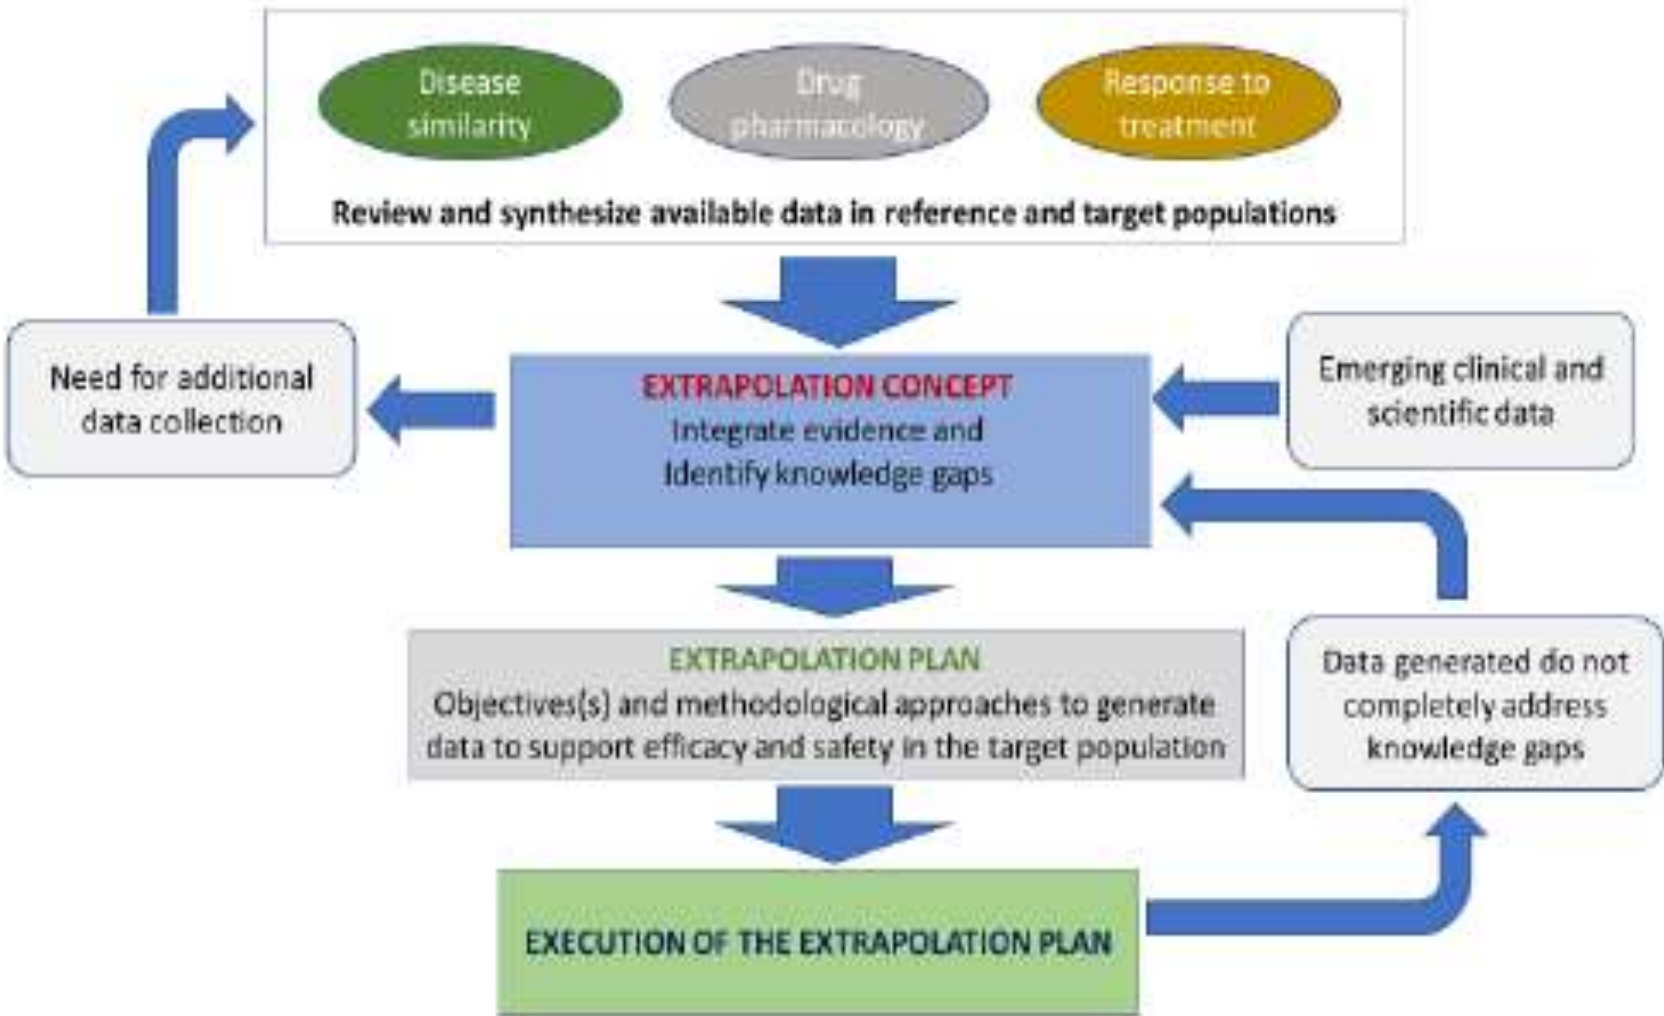 Disease
similarity
Drug
pharmacology
Response to
treatment
Review and synthesize available data in reference and target populations
Need for additional
data collection
EXTRAPOLATION CONCEPT
Integrate evidence and
Identify knowledge gaps
Emerging clinical and
scientific data
EXTRAPOLATION PLAN
Objectives(s) and methodological approaches to generate
data to support efficacy and safety in the target population
Data generated do not
completely address
knowledge gaps
EXECUTION OF THE EXTRAPOLATION PLAN